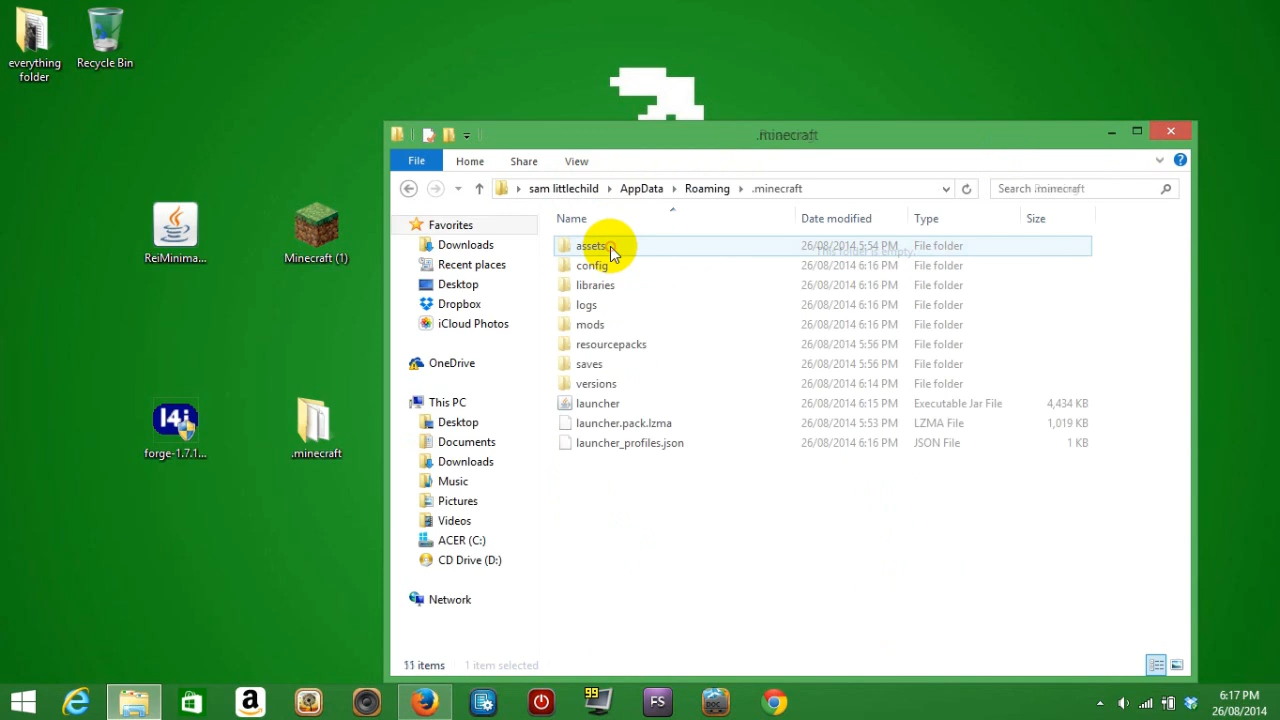 everything
folder
Recycle Bin
.minecraft
File
Home
Share
View
sam littlechild
AppData
Roaming
.minecraft
Search .minecraft
Favorites
Name
Date modified
Type
Size
Downloads
assets
26/08/2014 5:54 PM
File folder
This folder is empty.
Recent places
config
26/08/2014 6:16 PM
File folder
Desktop
libraries
26/08/2014 6:16 PM
File folder
Dropbox
logs
26/08/2014 6:16 PM
File folder
iCloud Photos
mods
26/08/2014 6:16 PM
File folder
resourcepacks
26/08/2014 5:56 PM
File folder
OneDrive
saves
26/08/2014 5:56 PM
File folder
versions
26/08/2014 6:14 PM
File folder
This PC
launcher
26/08/2014 6:15 PM
Executable Jar File
4,434 KB
Desktop
launcher.pack.lzma
26/08/2014 5:53 PM
LZMA File
1,019 KB
Documents
launcher_profiles.json
26/08/2014 6:16 PM
JSON File
1 KB
Downloads
Music
Pictures
Videos
ACER (C:)
CD Drive (D:)
Network
11 items
1 item selected
ReiMinima...
Minecraft (1)
14i
forge-1.7.1...
.minecraft
99
FS
DOC
6:17 PM
26/08/2014